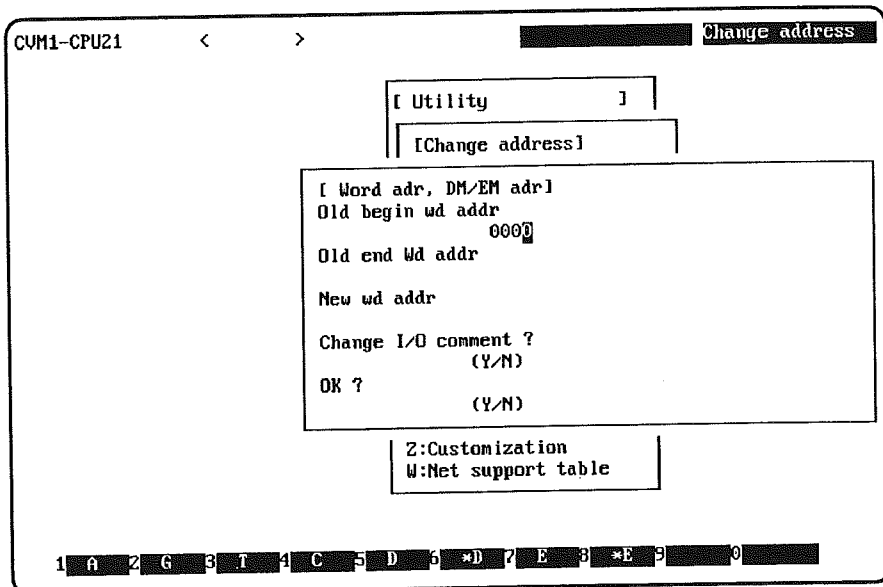 CVM1-CPU21 < > Change address
[ Utility ]
[Change address]
[ Word adr, DM/EM adr]
Old begin wd addr
0000
Old end Wd addr
New wd addr
Change I/O comment ?
(Y/N)
OK ?
(Y/N)
Z:Customization
W:Net support table
1 A 2 G 3 T 4 C 5 D 6 *D 7 E 8 *E 9 0